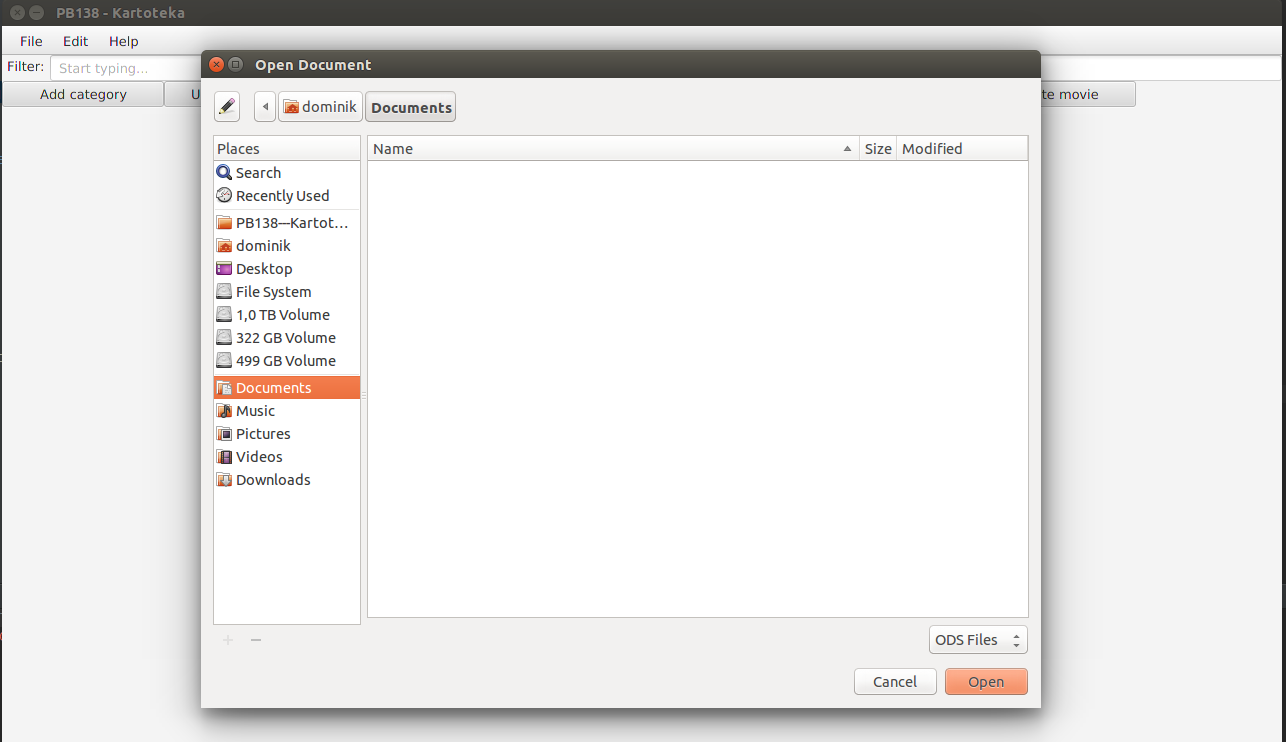 PB138 - Kartoteka
File Edit Help
Filter: Start typing...
Add category U te movie
Open Document
dominik Documents
Places
Search
Recently Used
PB138---Kartot...
dominik
Desktop
File System
1,0 TB Volume
322 GB Volume
499 GB Volume
Documents
Music
Pictures
Videos
Downloads
Name Size Modified
ODS Files
Cancel Open